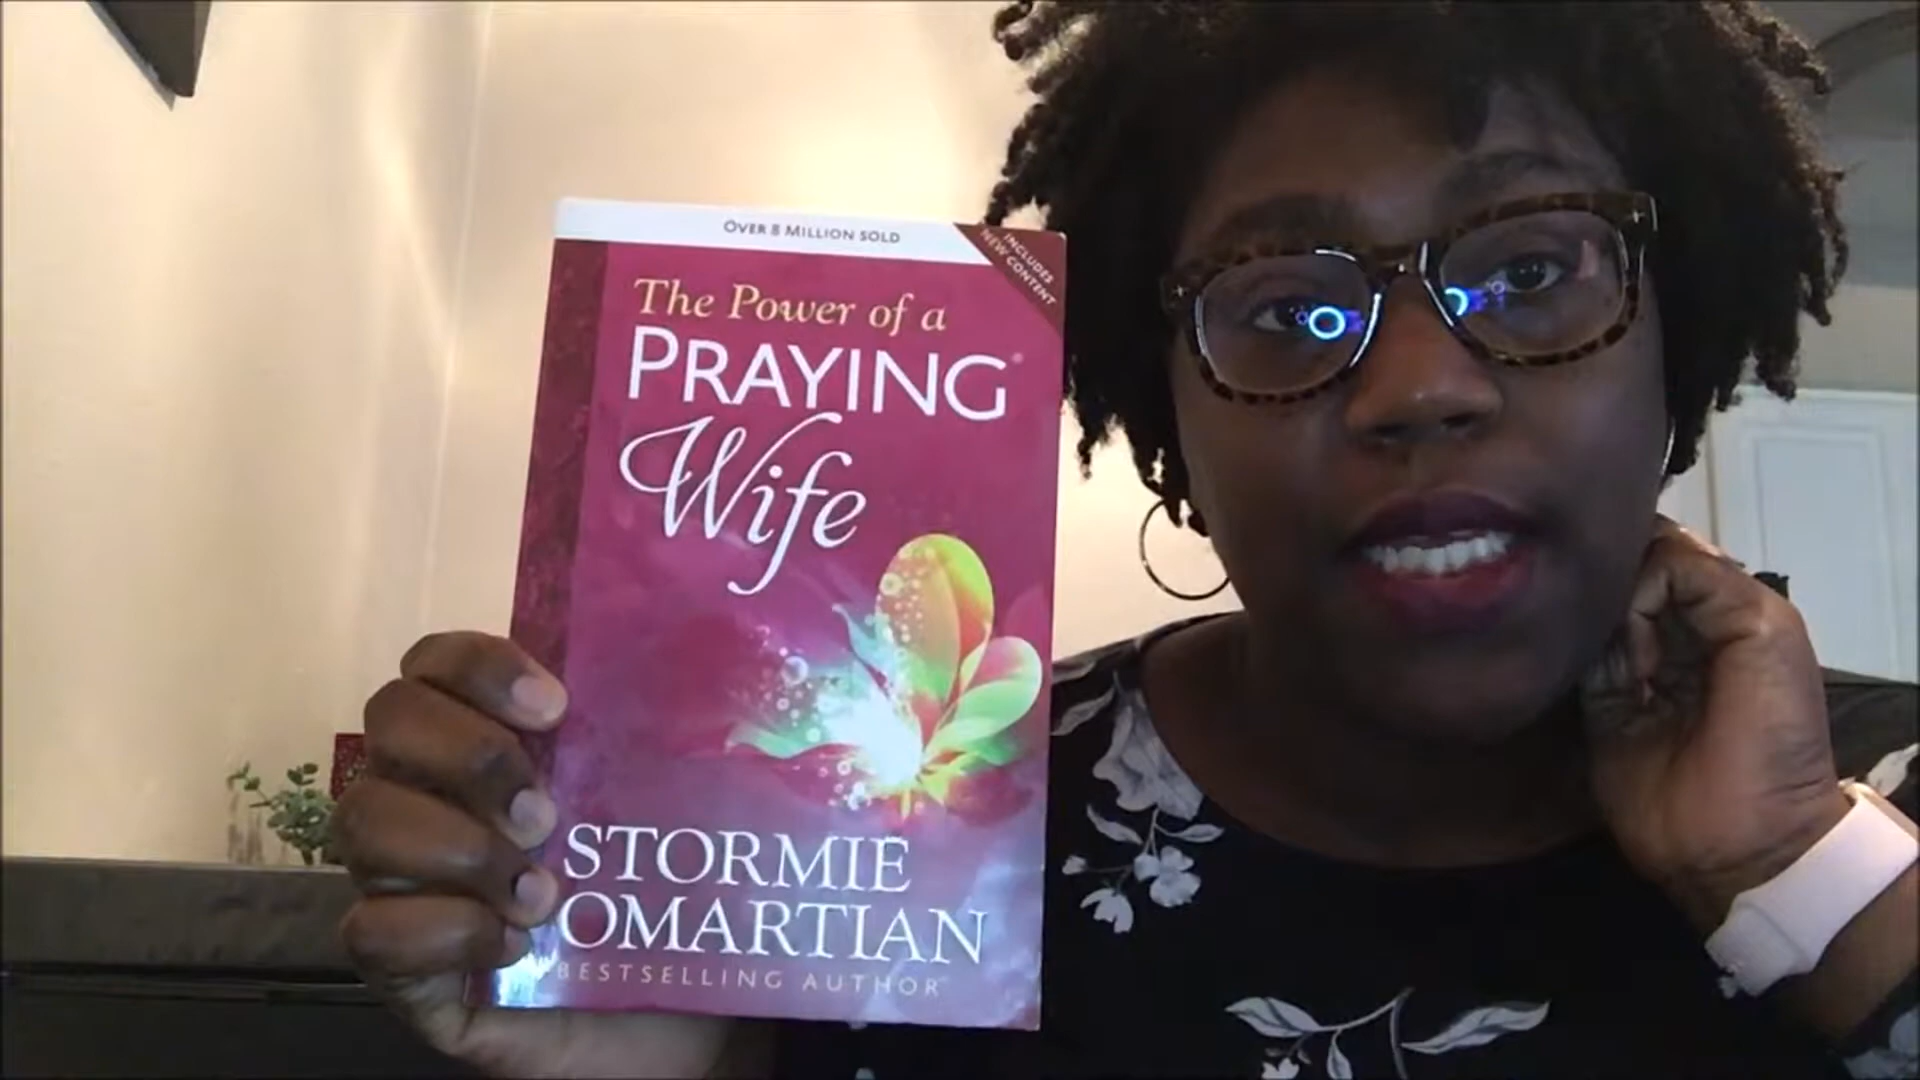 OVER 8 MILLION SOLD
INCLUDES
NEW CONTENT
The Power of a
PRAYING®
Wife
STORMIE
OMARTIAN
BESTSELLING AUTHOR